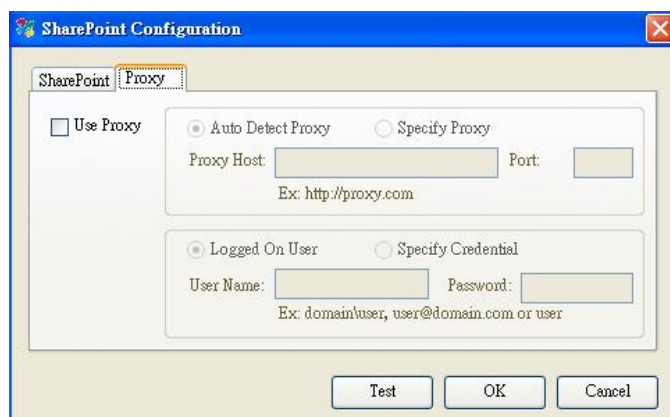 SharePoint Configuration
SharePoint Proxy
Use Proxy
Auto Detect Proxy Specify Proxy
Proxy Host: Port:
Ex: http://proxy.com
Logged On User Specify Credential
User Name: Password:
Ex: domain\user, user@domain.com or user
Test OK Cancel